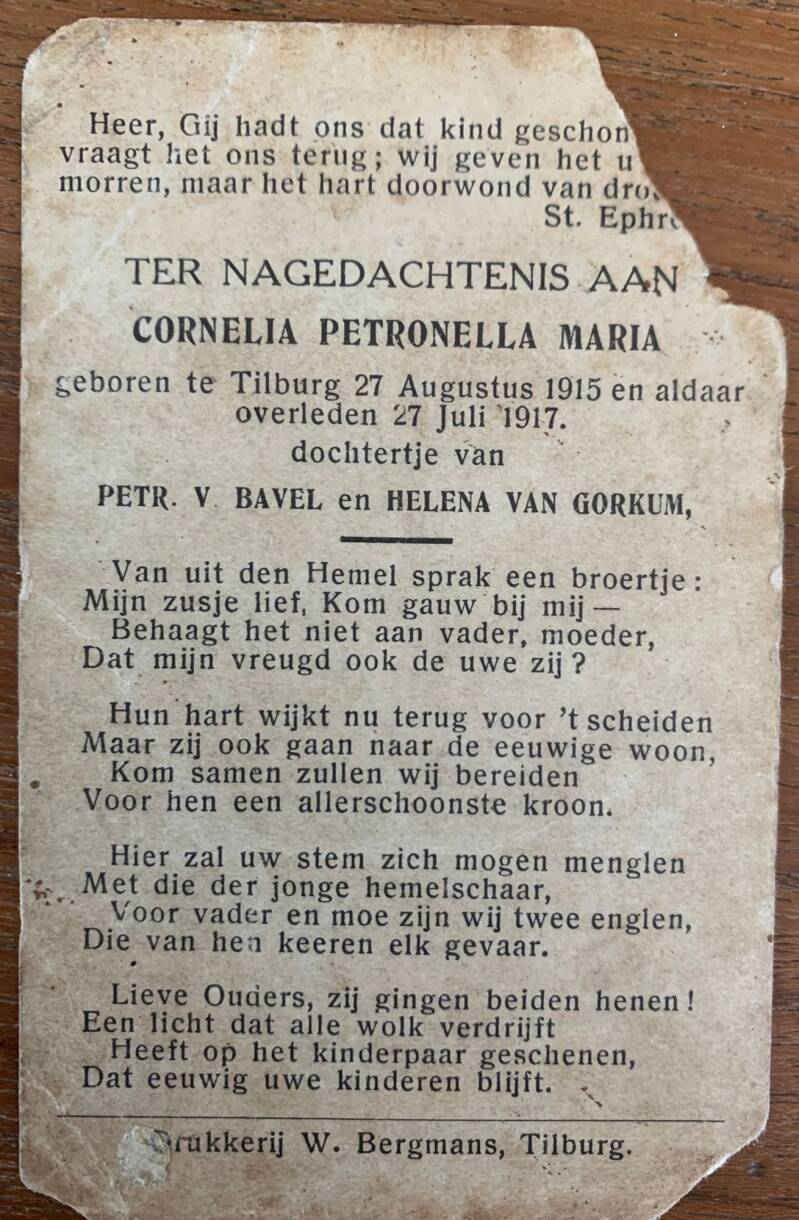 Heer, Gij hadt ons dat kind geschon
vraagt het ons terug; wij geven het u
morren, maar het hart doorwond van dro
St. Ephr
TER NAGEDACHTENIS AAN
CORNELIA PETRONELLA MARIA
geboren te Tilburg 27 Augustus 1915 en aldaar
overleden 27 Juli 1917.
dochtertje van
PETR. V. BAVEL en HELENA VAN GORKUM,
Van uit den Hemel sprak een broertje:
Mijn zusje lief, Kom gauw bij mij —
Behaagt het niet aan vader, moeder,
Dat mijn vreugd ook de uwe zij?
Hun hart wijkt nu terug voor 't scheiden
Maar zij ook gaan naar de eeuwige woon,
Kom samen zullen wij bereiden
Voor hen een allerschoonste kroon.
Hier zal uw stem zich mogen menglen
Met die der jonge hemelschaar,
Voor vader en moe zijn wij twee englen,
Die van hen keeren elk gevaar.
Lieve Ouders, zij gingen beiden henen!
Een licht dat alle wolk verdrijft
Heeft op het kinderpaar geschenen,
Dat eeuwig uwe kinderen blijft.
Drukkerij W. Bergmans, Tilburg.